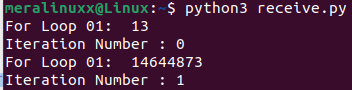 meralinuxx@Linux:~$ python3 receive.py
For Loop 01:  13
Iteration Number : 0
For Loop 01:  14644873
Iteration Number : 1